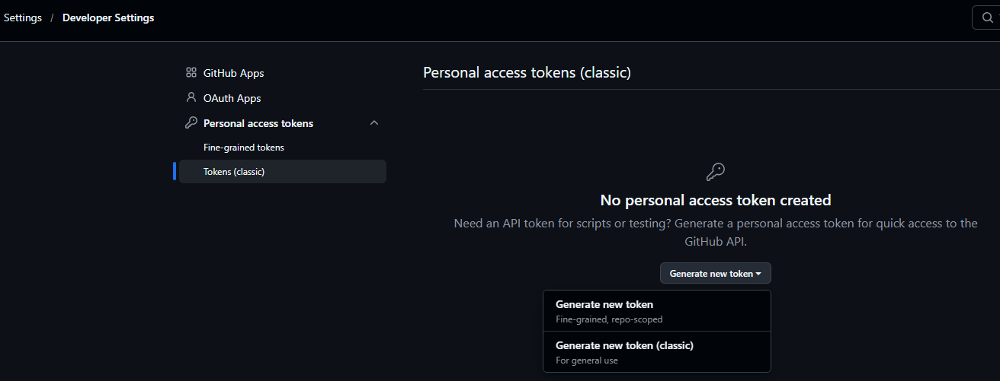 Settings / Developer Settings
GitHub Apps
OAuth Apps
Personal access tokens
Fine-grained tokens
Tokens (classic)
Personal access tokens (classic)
No personal access token created
Need an API token for scripts or testing? Generate a personal access token for quick access to the
GitHub API.
Generate new token
Generate new token
Fine-grained, repo-scoped
Generate new token (classic)
For general use